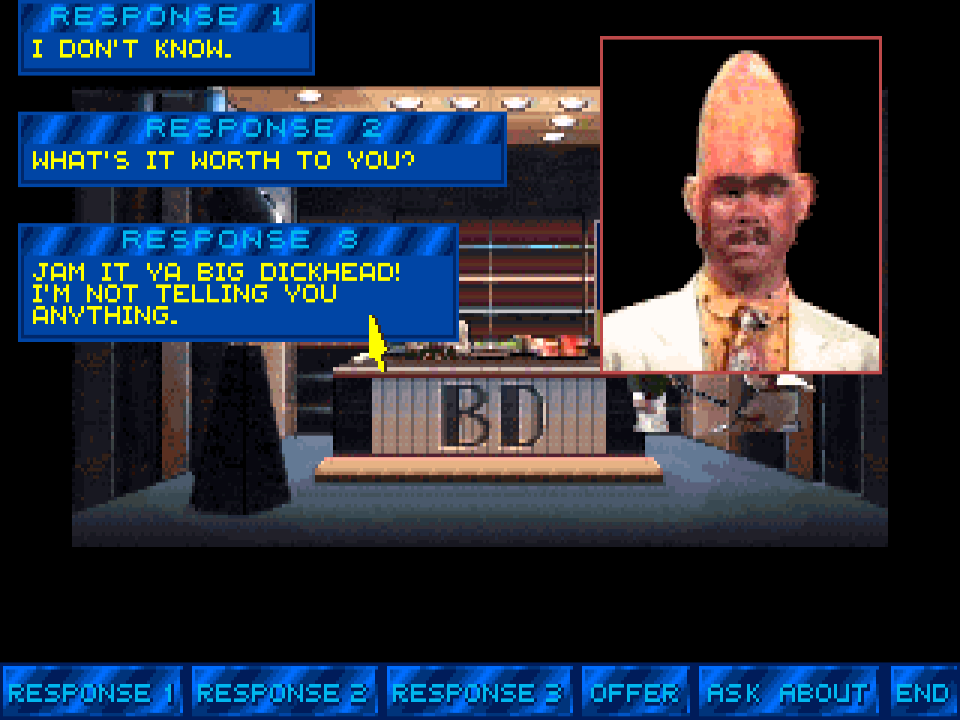 RESPONSE 1
I DON'T KNOW.
RESPONSE 2
WHAT'S IT WORTH TO YOU?
RESPONSE 3
JAM IT YA BIG DICKHEAD!
I'M NOT TELLING YOU
ANYTHING.
BD
RESPONSE 1 RESPONSE 2 RESPONSE 3 OFFER ASK ABOUT END